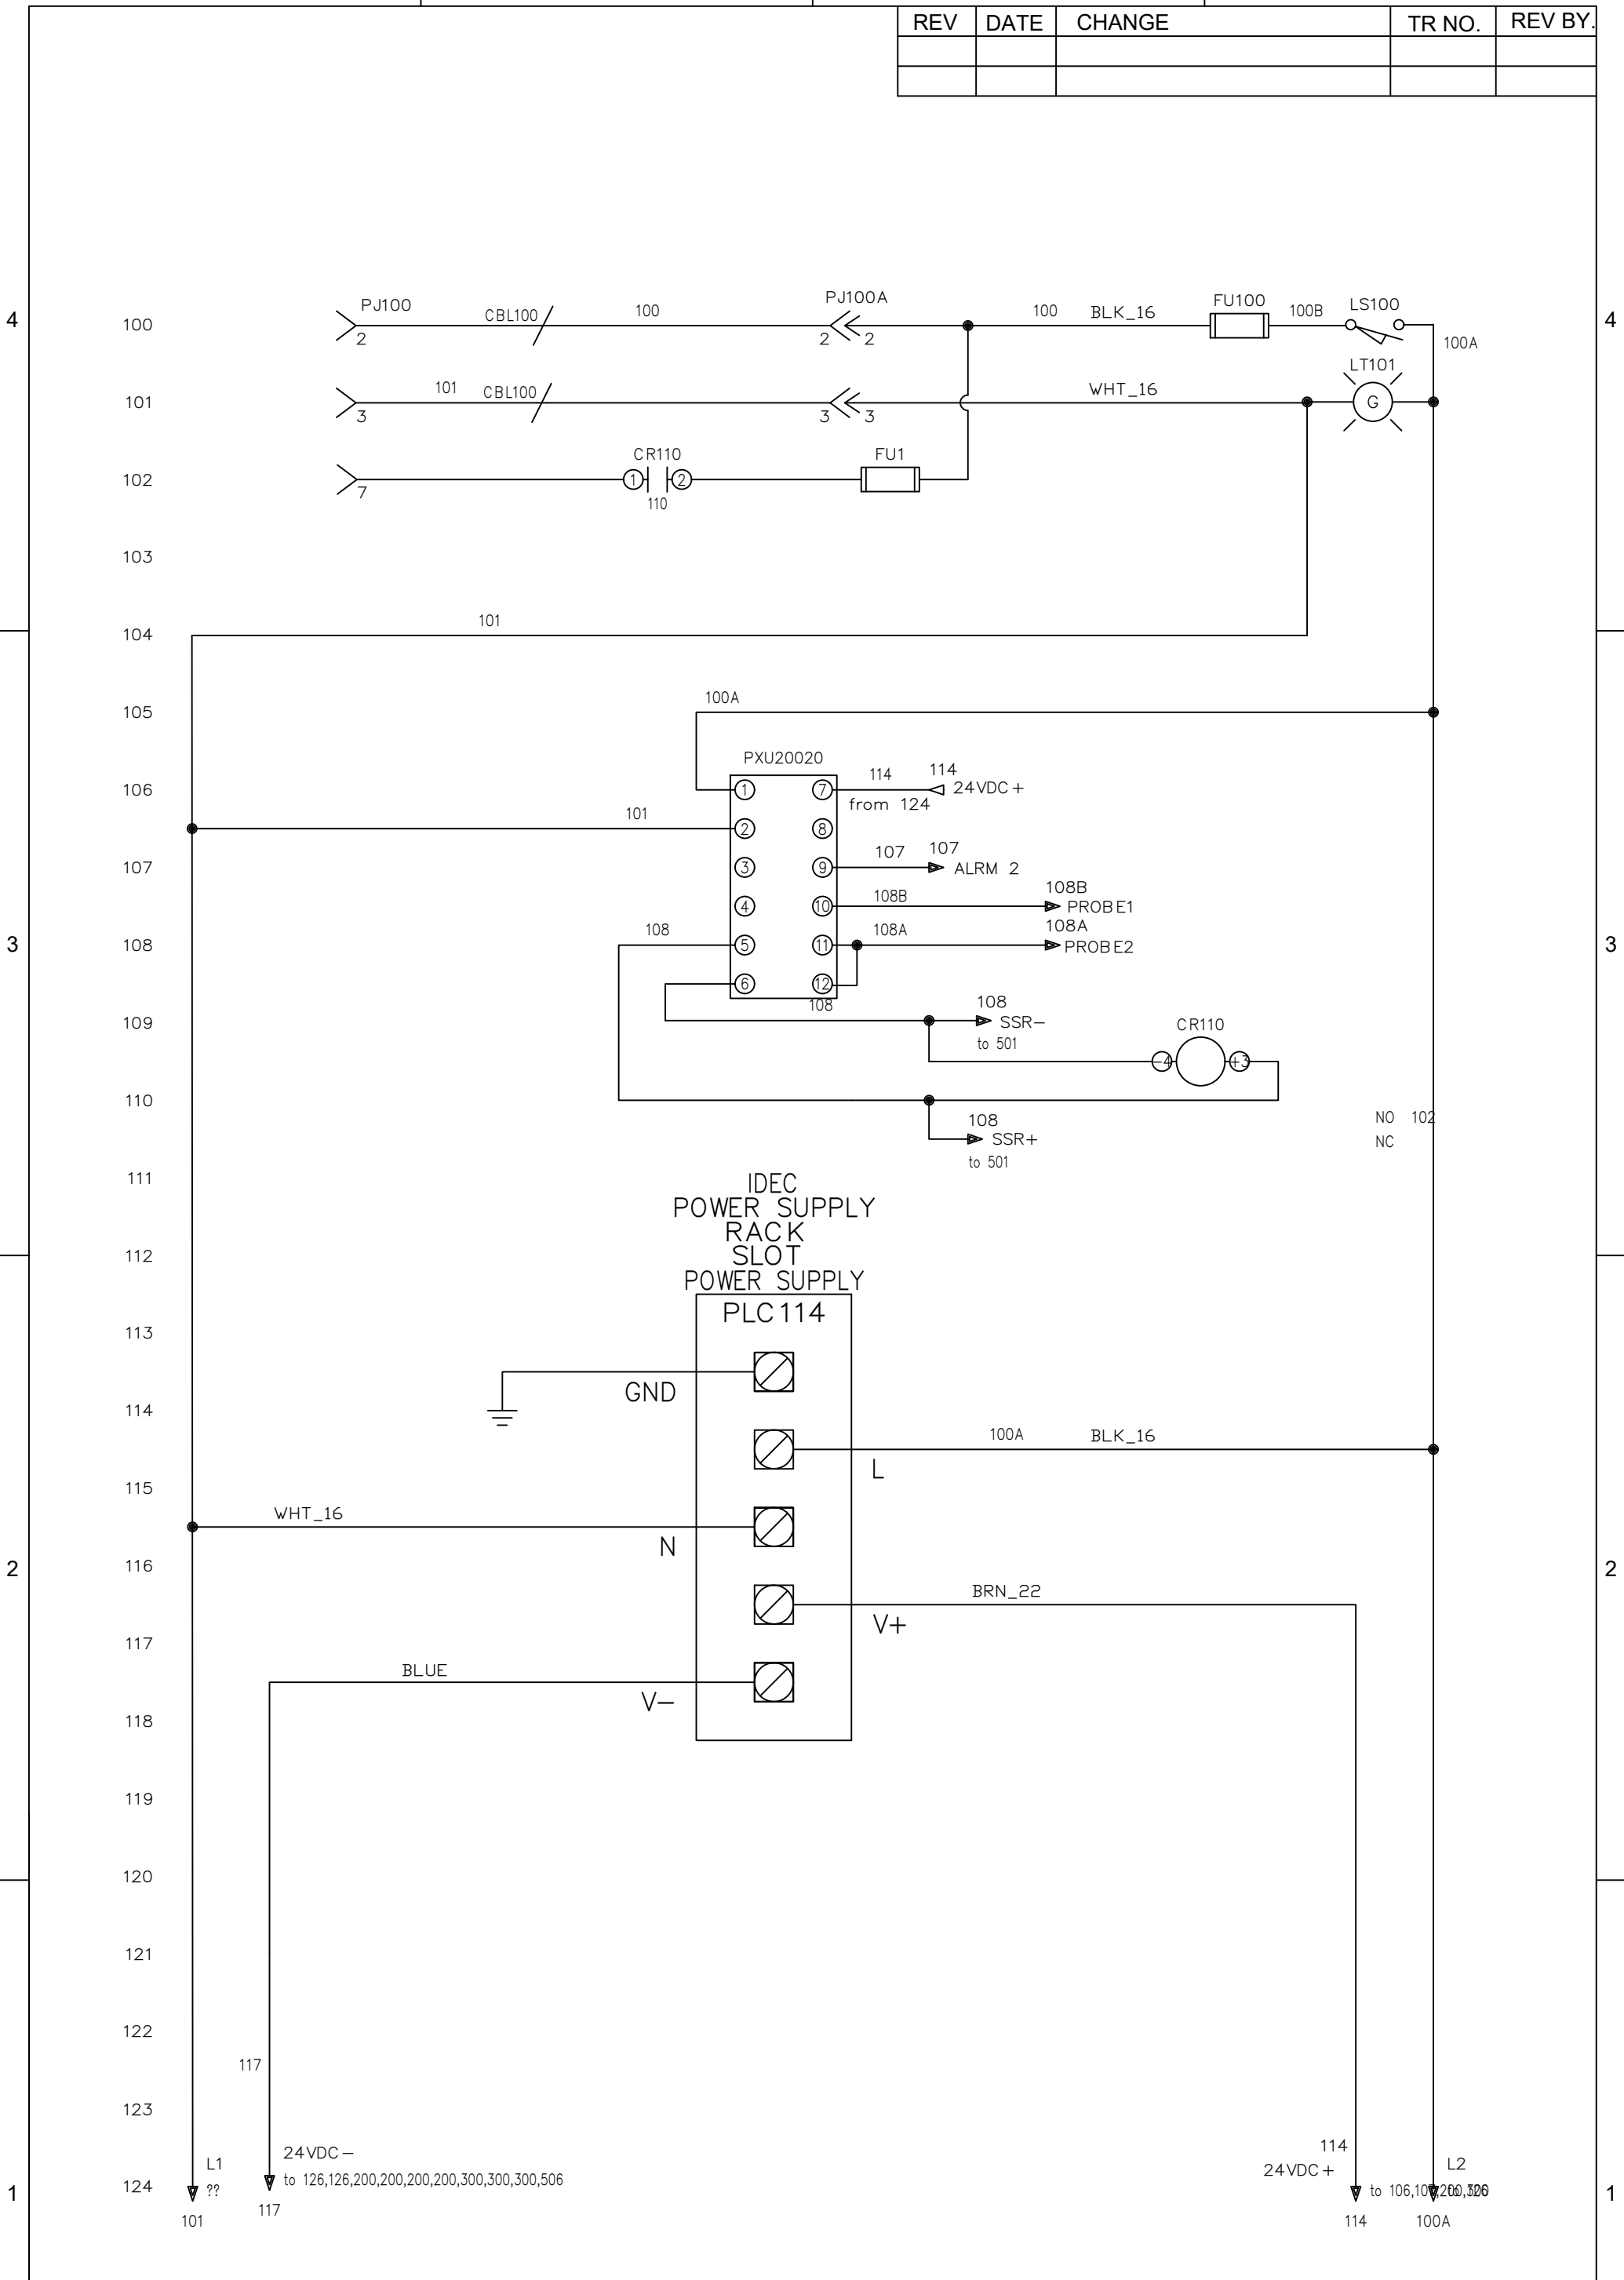 REV DATE CHANGE TR NO. REV BY.
4 4
100 PJ100 2 CBL100 100 PJ100A 2 2 100 BLK_16 FU100 100B LS100 100A
101 3 101 CBL100 3 3 WHT_16 LT101 G
102 7 CR110 1 2 110 FU1
103
104 101
105 100A
PXU20020
106 1 7 114 114 24VDC+
from 124
101 2 8
107 3 9 107 107 ALRM 2
4 10 108B 108B PROBE1
3 3
108 108 5 11 108A 108A PROBE2
6 12
108
109 108 SSR-
to 501
CR110
-4 +3
110
108 SSR+
to 501
NO 102
NC
111
IDEC
POWER SUPPLY
RACK
112 SLOT
POWER SUPPLY
113 PLC114
GND
114
100A BLK_16
L
115
WHT_16
N
116
2 2
BRN_22
V+
117
BLUE
V-
118
119
120
121
122
117
123
24VDC-
to 126,126,200,200,200,200,300,300,300,506
117
114
24VDC+
124 L1
??
101
1 1
to 106,
114
L2
100A